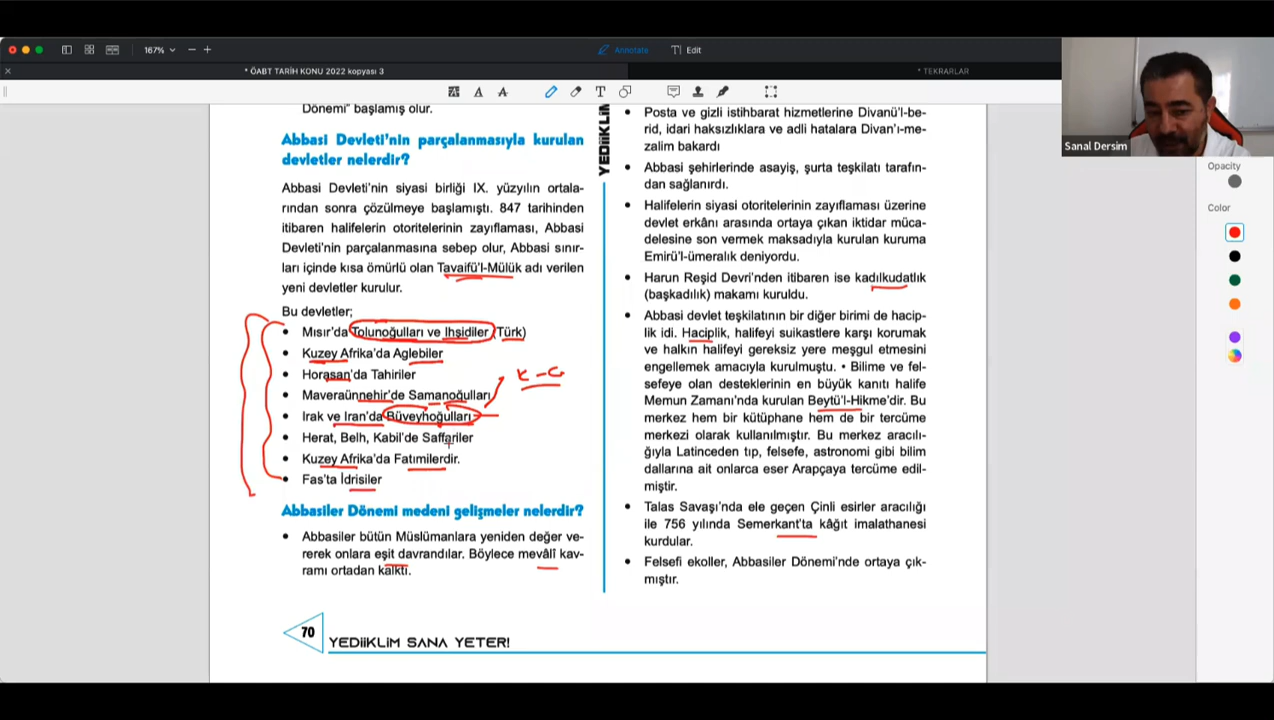 167%
Annotate
Edit
* ÖABT TARİH KONU 2022 kopyası 3
* TEKRARLAR
Sanal Dersim
Opacity
Color
Dönemi” başlamış olur.
Abbasi Devleti’nin parçalanmasıyla kurulan
devletler nelerdir?
Abbasi Devleti’nin siyasi birliği IX. yüzyılın ortala-
rından sonra çözülmeye başlamıştı. 847 tarihinden
itibaren halifelerin otoritelerinin zayıflaması, Abbasi
Devleti’nin parçalanmasına sebep olur, Abbasi sınır-
ları içinde kısa ömürlü olan Tavaifü’l-Mülük adı verilen
yeni devletler kurulur.
Bu devletler;
• Mısır’da Tolunoğulları ve Ihşidiler (Türk)
• Kuzey Afrika’da Aglebiler
• Horasan’da Tahiriler
• Maveraünnehir’de Samanoğulları
• Irak ve Iran’da Büveyhoğulları
• Herat, Belh, Kabil’de Saffariler
• Kuzey Afrika’da Fatımilerdir.
• Fas’ta İdrisiler
K-G
Abbasiler Dönemi medeni gelişmeler nelerdir?
• Abbasiler bütün Müslümanlara yeniden değer ve-
rerek onlara eşit davrandılar. Böylece mevâlî kav-
ramı ortadan kalktı.
70
YEDİİKLİM SANA YETER!
YEDİİKLİM
• Posta ve gizli istihbarat hizmetlerine Divanü’l-be-
rid, idari haksızlıklara ve adli hatalara Divan’ı-me-
zalim bakardı
• Abbasi şehirlerinde asayiş, şurta teşkilatı tarafın-
dan sağlanırdı.
• Halifelerin siyasi otoritelerinin zayıflaması üzerine
devlet erkânı arasında ortaya çıkan iktidar müca-
delesine son vermek maksadıyla kurulan kuruma
Emirü’l-ümeralık deniyordu.
• Harun Reşid Devri’nden itibaren ise kadılkudatlık
(başkadılık) makamı kuruldu.
• Abbasi devlet teşkilatının bir diğer birimi de hacip-
lik idi. Haciplik, halifeyi suikastlere karşı korumak
ve halkın halifeyi gereksiz yere meşgul etmesini
engellemek amacıyla kurulmuştu. • Bilime ve fel-
sefeye olan desteklerinin en büyük kanıtı halife
Memun Zamanı’nda kurulan Beytü’l-Hikme’dir. Bu
merkez hem bir kütüphane hem de bir tercüme
merkezi olarak kullanılmıştır. Bu merkez aracılı-
ğıyla Latinceden tıp, felsefe, astronomi gibi bilim
dallarına ait onlarca eser Arapçaya tercüme edil-
miştir.
• Talas Savaşı’nda ele geçen Çinli esirler aracılığı
ile 756 yılında Semerkant’ta kâğıt imalathanesi
kurdular.
• Felsefi ekoller, Abbasiler Dönemi’nde ortaya çık-
mıştır.